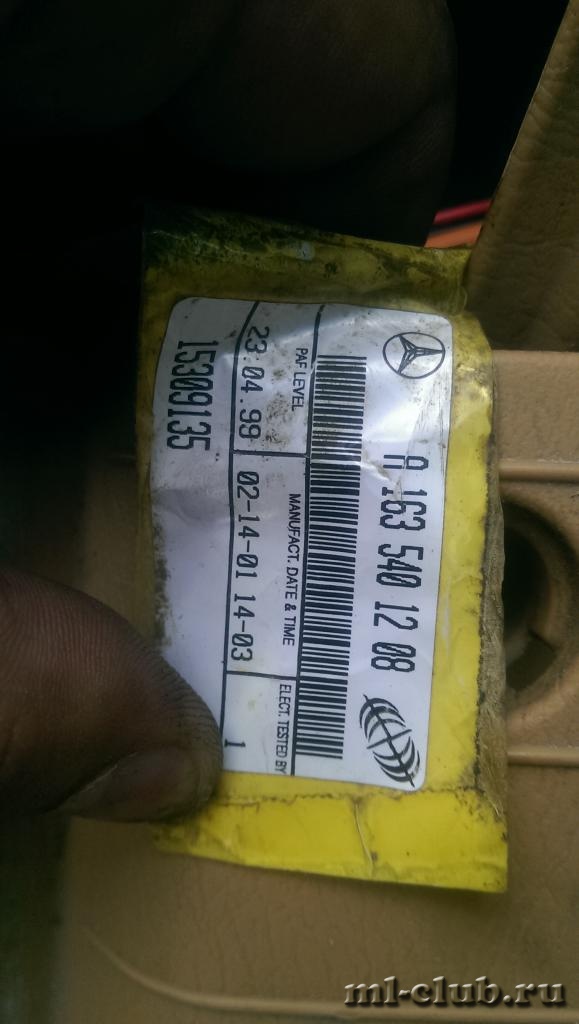 A 163 540 12 08
PAF LEVEL MANUFACT. DATE & TIME ELECT. TESTED BY
23.04.99 02-14-01 14-03 1
15309135
ml-club.ru